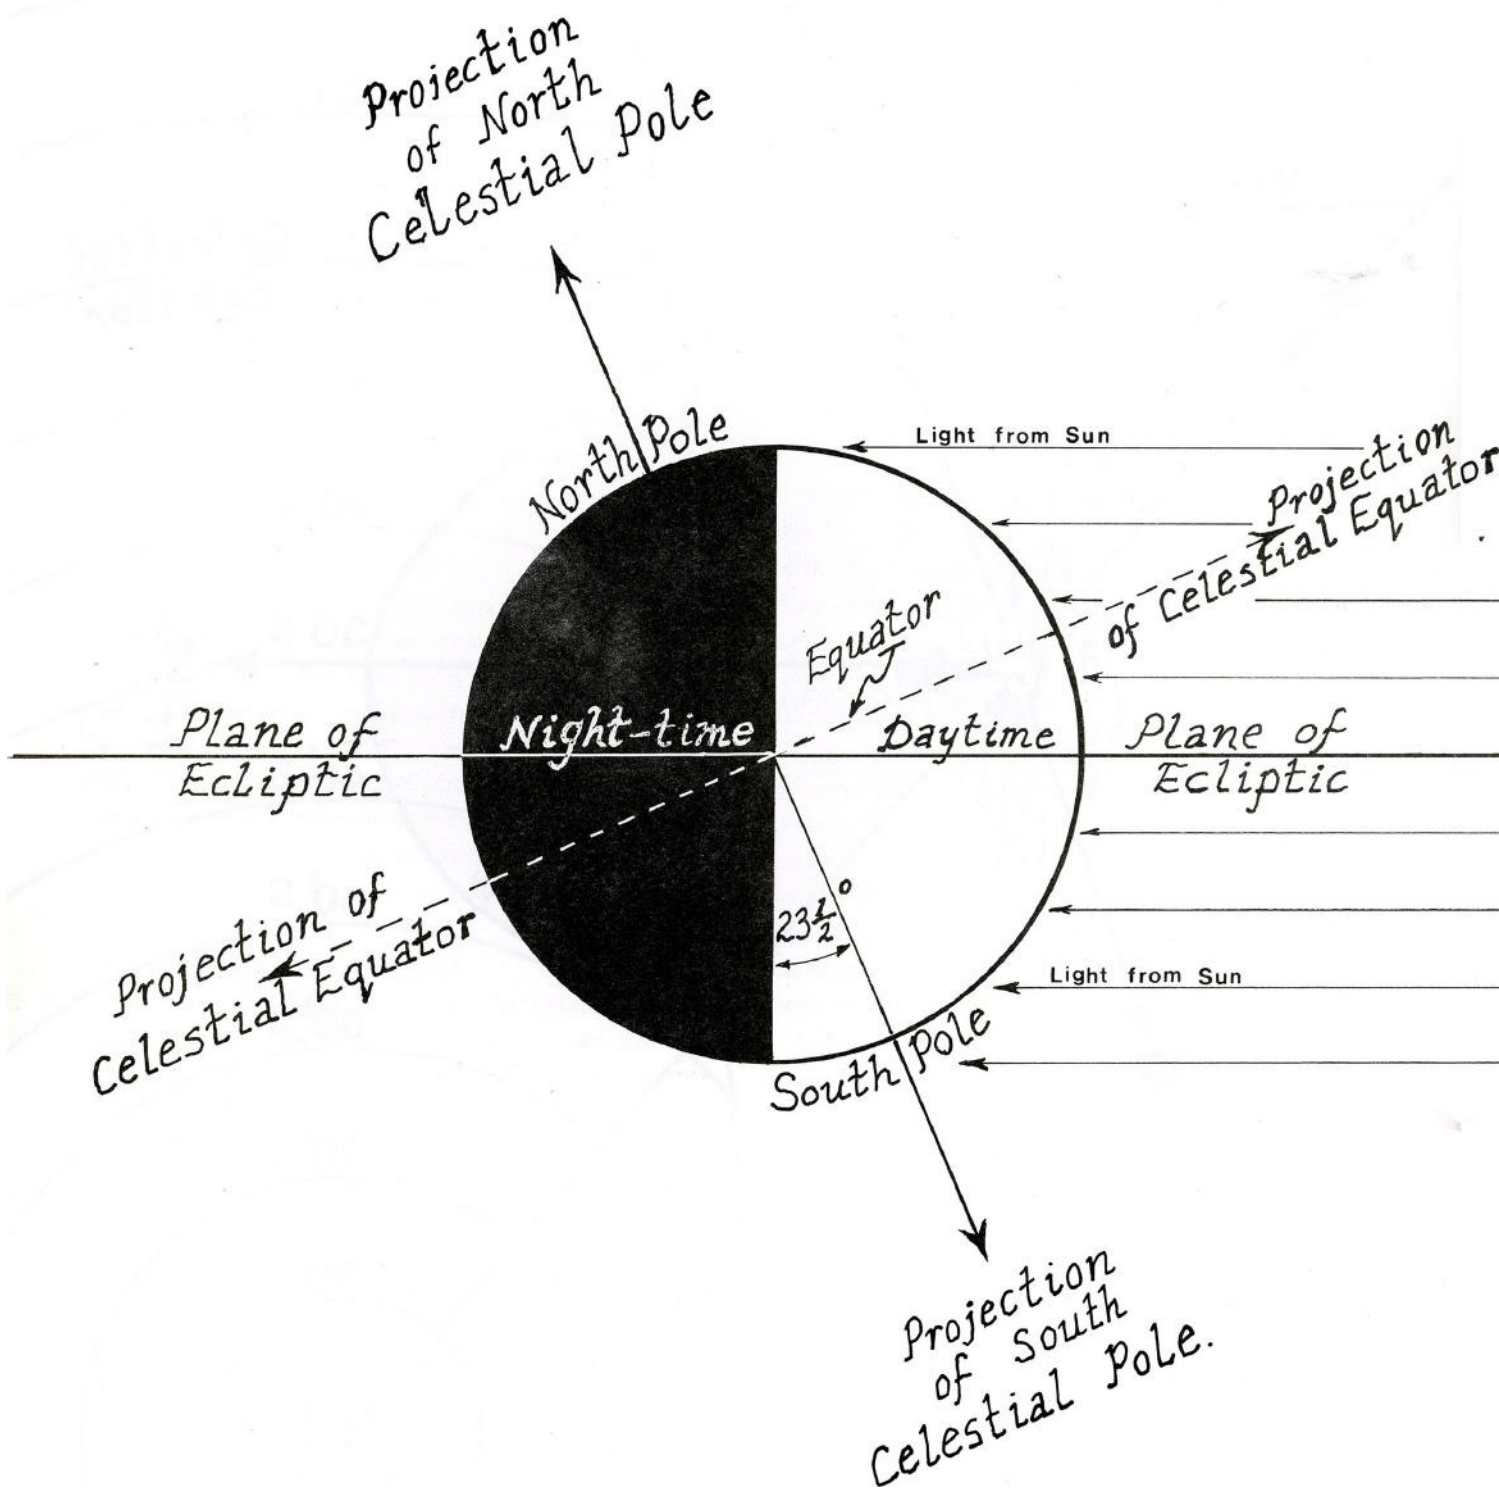 Projection
of North
Celestial Pole
North Pole
Light from Sun
Projection
of Celestial Equator
Equator
Plane of
Ecliptic
Night-time
Daytime
Plane of
Ecliptic
Projection of
Celestial Equator
23½°
Light from Sun
South Pole
Projection
of South
Celestial Pole.